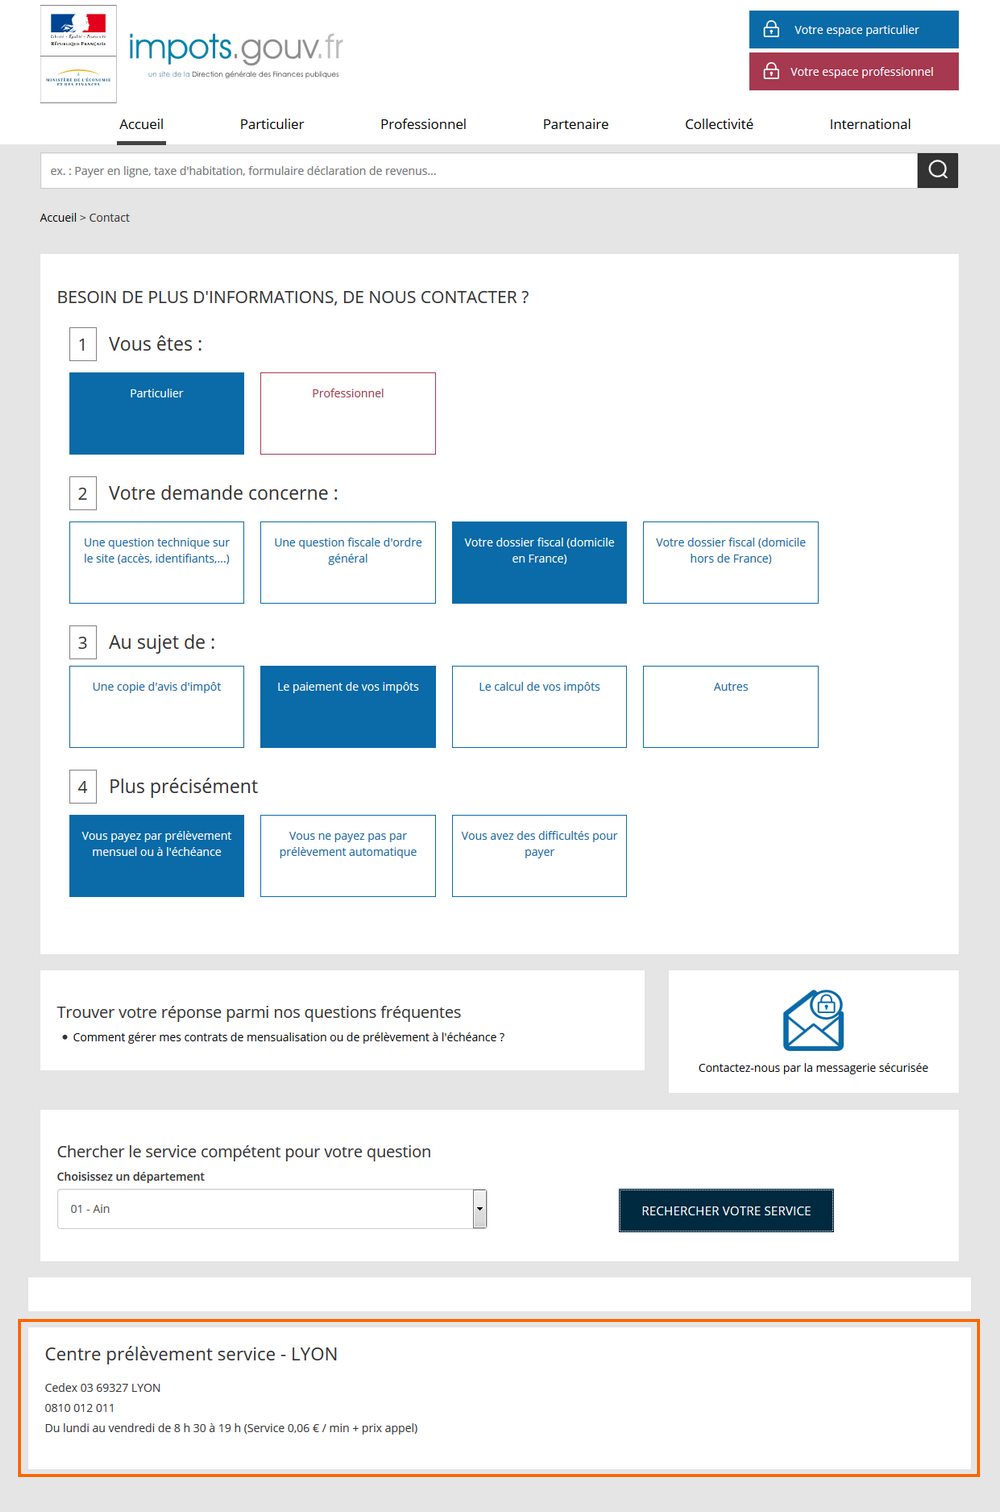 Liberté • Égalité • Fraternité
RÉPUBLIQUE FRANÇAISE
MINISTÈRE DE L'ÉCONOMIE
ET DES FINANCES
impots.gouv.fr
un site de la Direction générale des Finances publiques
Votre espace particulier
Votre espace professionnel
Accueil Particulier Professionnel Partenaire Collectivité International
ex. : Payer en ligne, taxe d'habitation, formulaire déclaration de revenus...
Accueil > Contact
BESOIN DE PLUS D'INFORMATIONS, DE NOUS CONTACTER ?
1 Vous êtes :
Particulier
Professionnel
2 Votre demande concerne :
Une question technique sur
le site (accès, identifiants,...)
Une question fiscale d'ordre
général
Votre dossier fiscal (domicile
en France)
Votre dossier fiscal (domicile
hors de France)
3 Au sujet de :
Une copie d'avis d'impôt
Le paiement de vos impôts
Le calcul de vos impôts
Autres
4 Plus précisément
Vous payez par prélèvement
mensuel ou à l'échéance
Vous ne payez pas par
prélèvement automatique
Vous avez des difficultés pour
payer
Trouver votre réponse parmi nos questions fréquentes
• Comment gérer mes contrats de mensualisation ou de prélèvement à l'échéance ?
Contactez-nous par la messagerie sécurisée
Chercher le service compétent pour votre question
Choisissez un département
01 - Ain
RECHERCHER VOTRE SERVICE
Centre prélèvement service - LYON
Cedex 03 69327 LYON
0810 012 011
Du lundi au vendredi de 8 h 30 à 19 h (Service 0,06 € / min + prix appel)